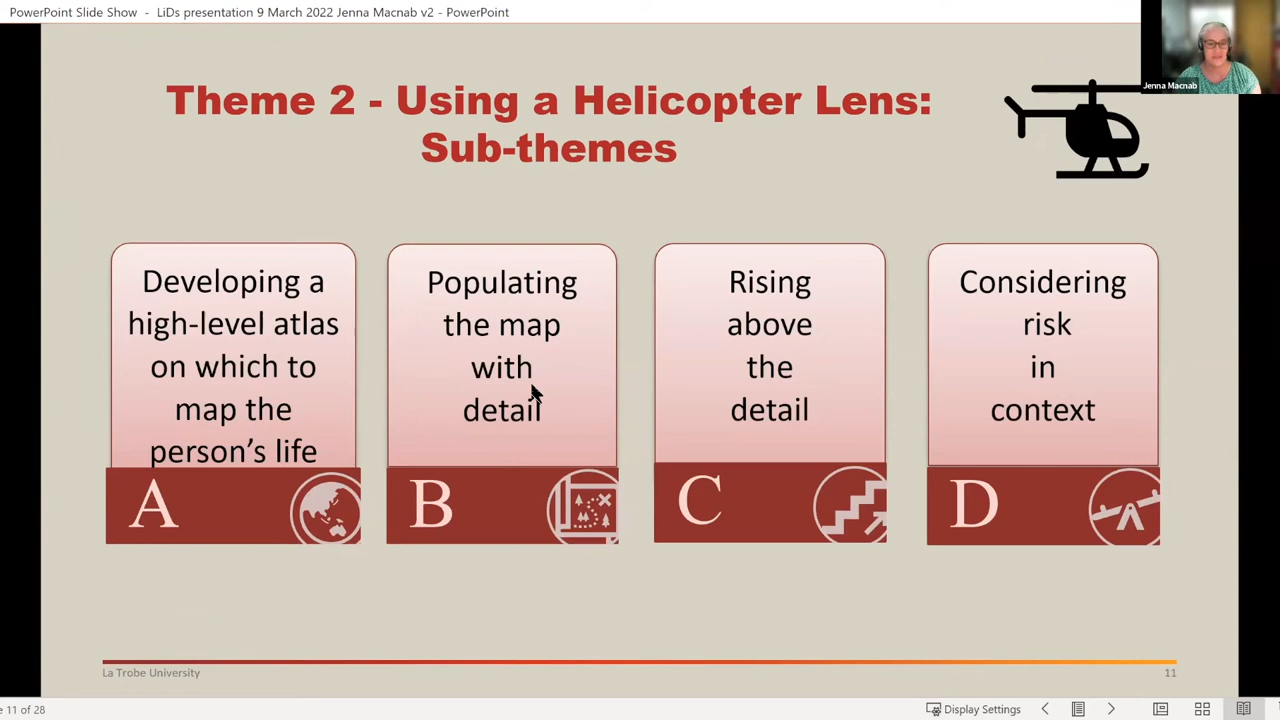 PowerPoint Slide Show - LiDs presentation 9 March 2022 Jenna Macnab v2 - PowerPoint
Jenna Macnab
Theme 2 - Using a Helicopter Lens:
Sub-themes
Developing a
high-level atlas
on which to
map the
person's life
A
Populating
the map
with
detail
B
Rising
above
the
detail
C
Considering
risk
in
context
D
La Trobe University
11
11 of 28
Display Settings